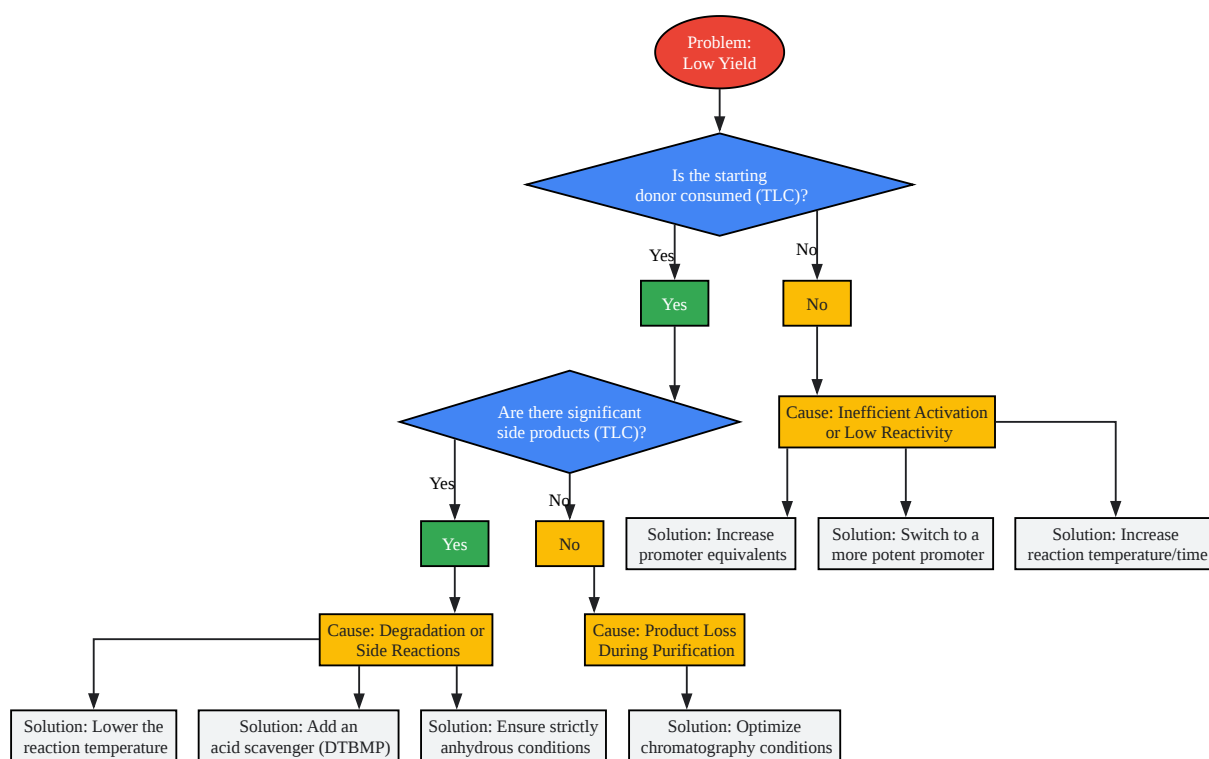 Problem:
Low Yield
Is the starting
donor consumed (TLC)?
Yes
No
Yes
No
Are there significant
side products (TLC)?
Cause: Inefficient Activation
or Low Reactivity
Yes
No
Yes
No
Solution: Increase
promoter equivalents
Solution: Switch to a
more potent promoter
Solution: Increase
reaction temperature/time
Cause: Degradation or
Side Reactions
Cause: Product Loss
During Purification
Solution: Lower the
reaction temperature
Solution: Add an
acid scavenger (DTBMP)
Solution: Ensure strictly
anhydrous conditions
Solution: Optimize
chromatography conditions